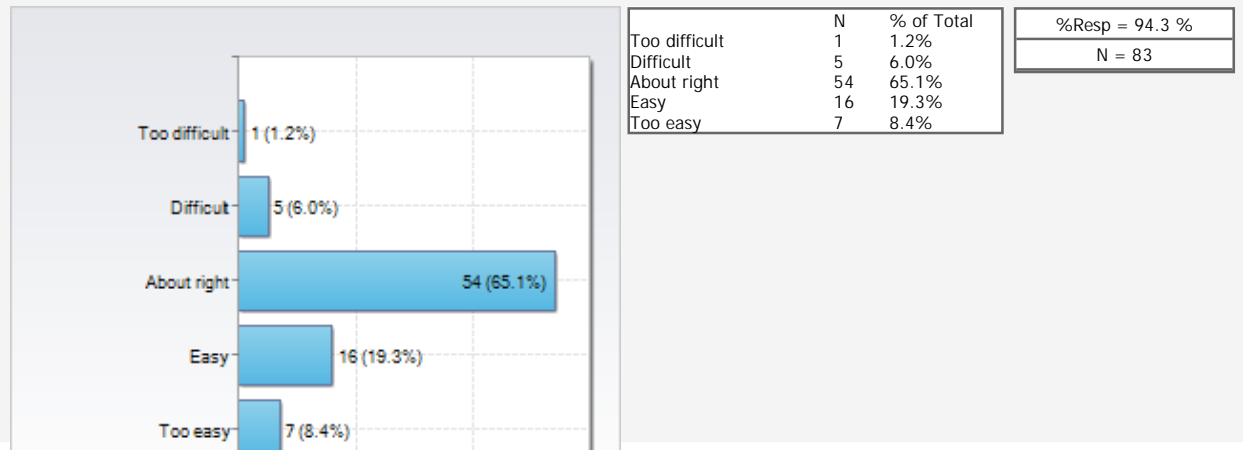 Too difficult 1 (1.2%)
Difficult 5 (6.0%)
About right 54 (65.1%)
Easy 16 (19.3%)
Too easy 7 (8.4%)
N % of Total
Too difficult 1 1.2%
Difficult 5 6.0%
About right 54 65.1%
Easy 16 19.3%
Too easy 7 8.4%
%Resp = 94.3 %
N = 83